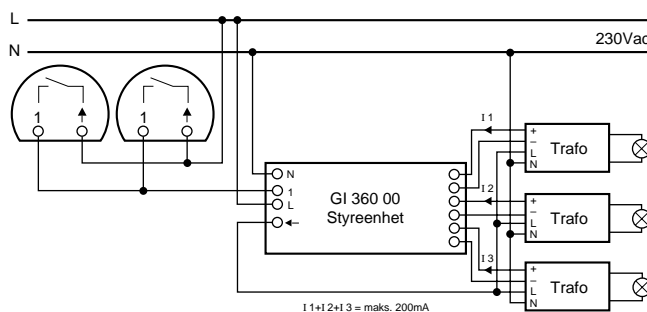 L
N
230Vac
1
1
I 1
+
–
L
N
Trafo
N
1
L
GI 360 00
Styreenhet
I 2
+
–
L
N
Trafo
I 3
+
–
L
N
Trafo
I 1+I 2+I 3 = maks. 200mA